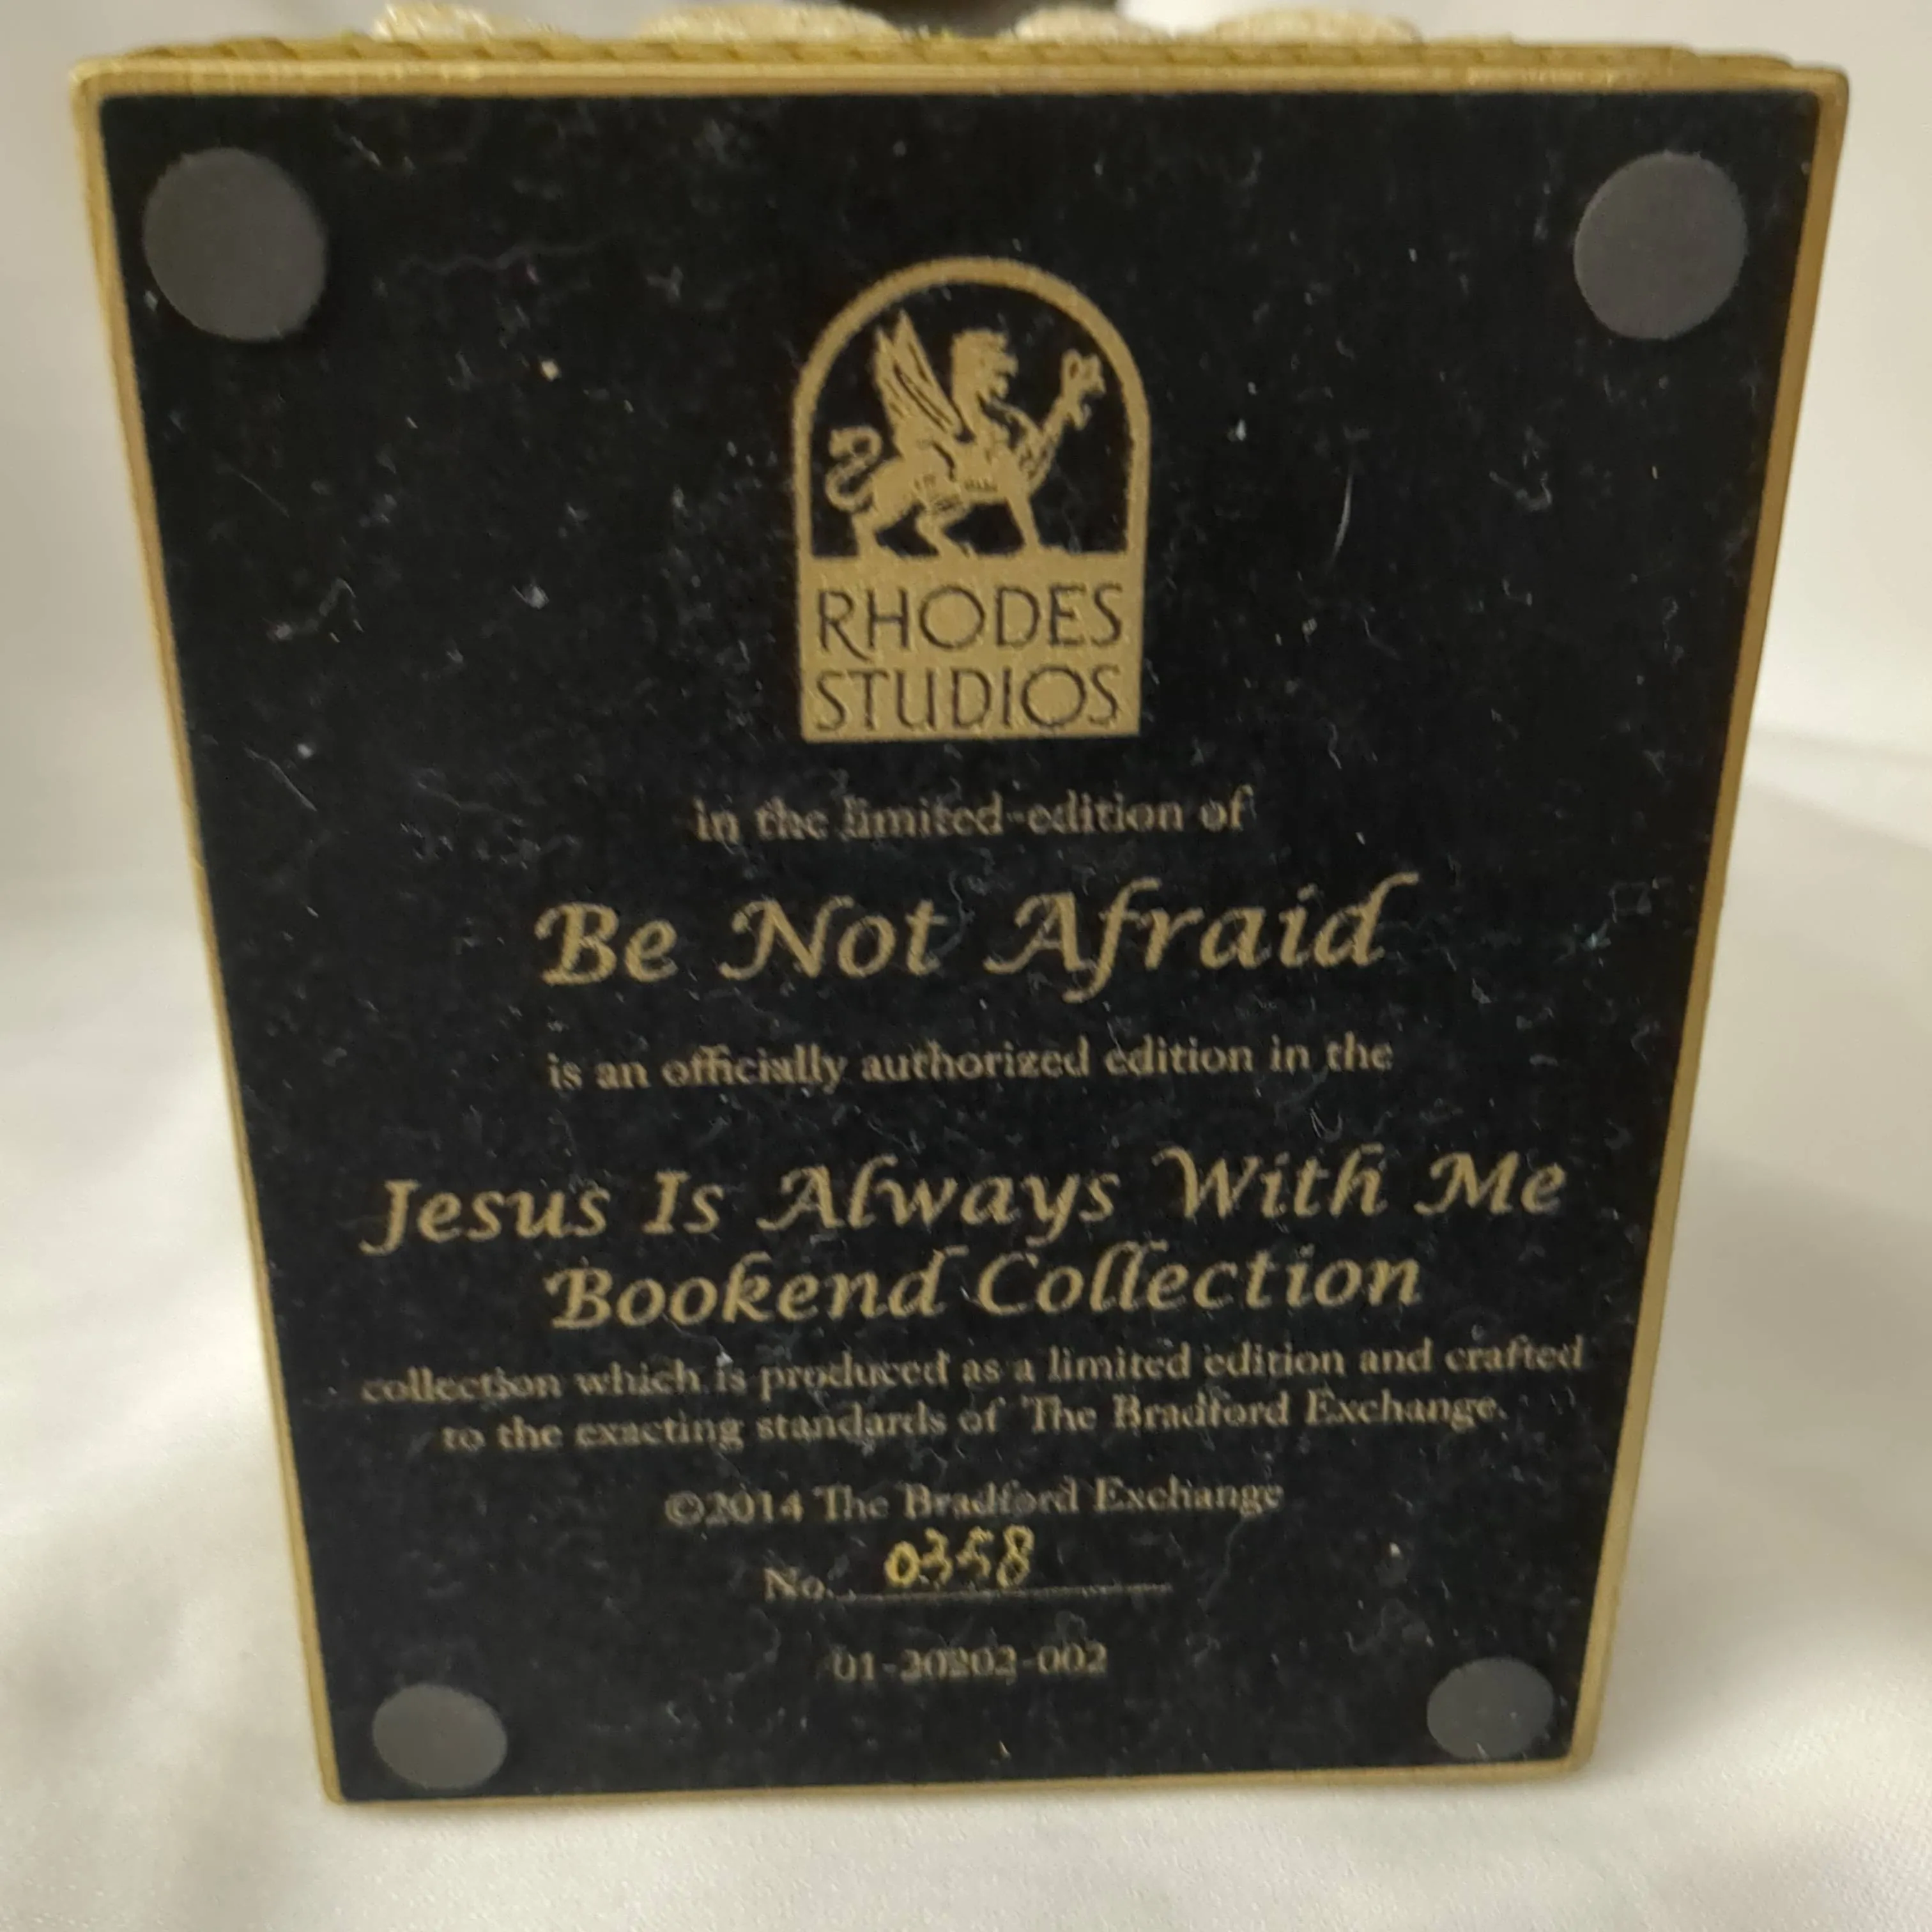 RHODES
STUDIOS
in the limited-edition of
Be Not Afraid
is an officially authorized edition in the
Jesus Is Always With Me
Bookend Collection
collection which is produced as a limited edition and crafted
to the exacting standards of The Bradford Exchange.
©2014 The Bradford Exchange
No. 0358
01-20202-002